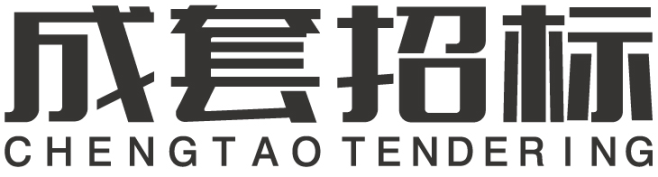 成套招标
CHENGTAO TENDERING